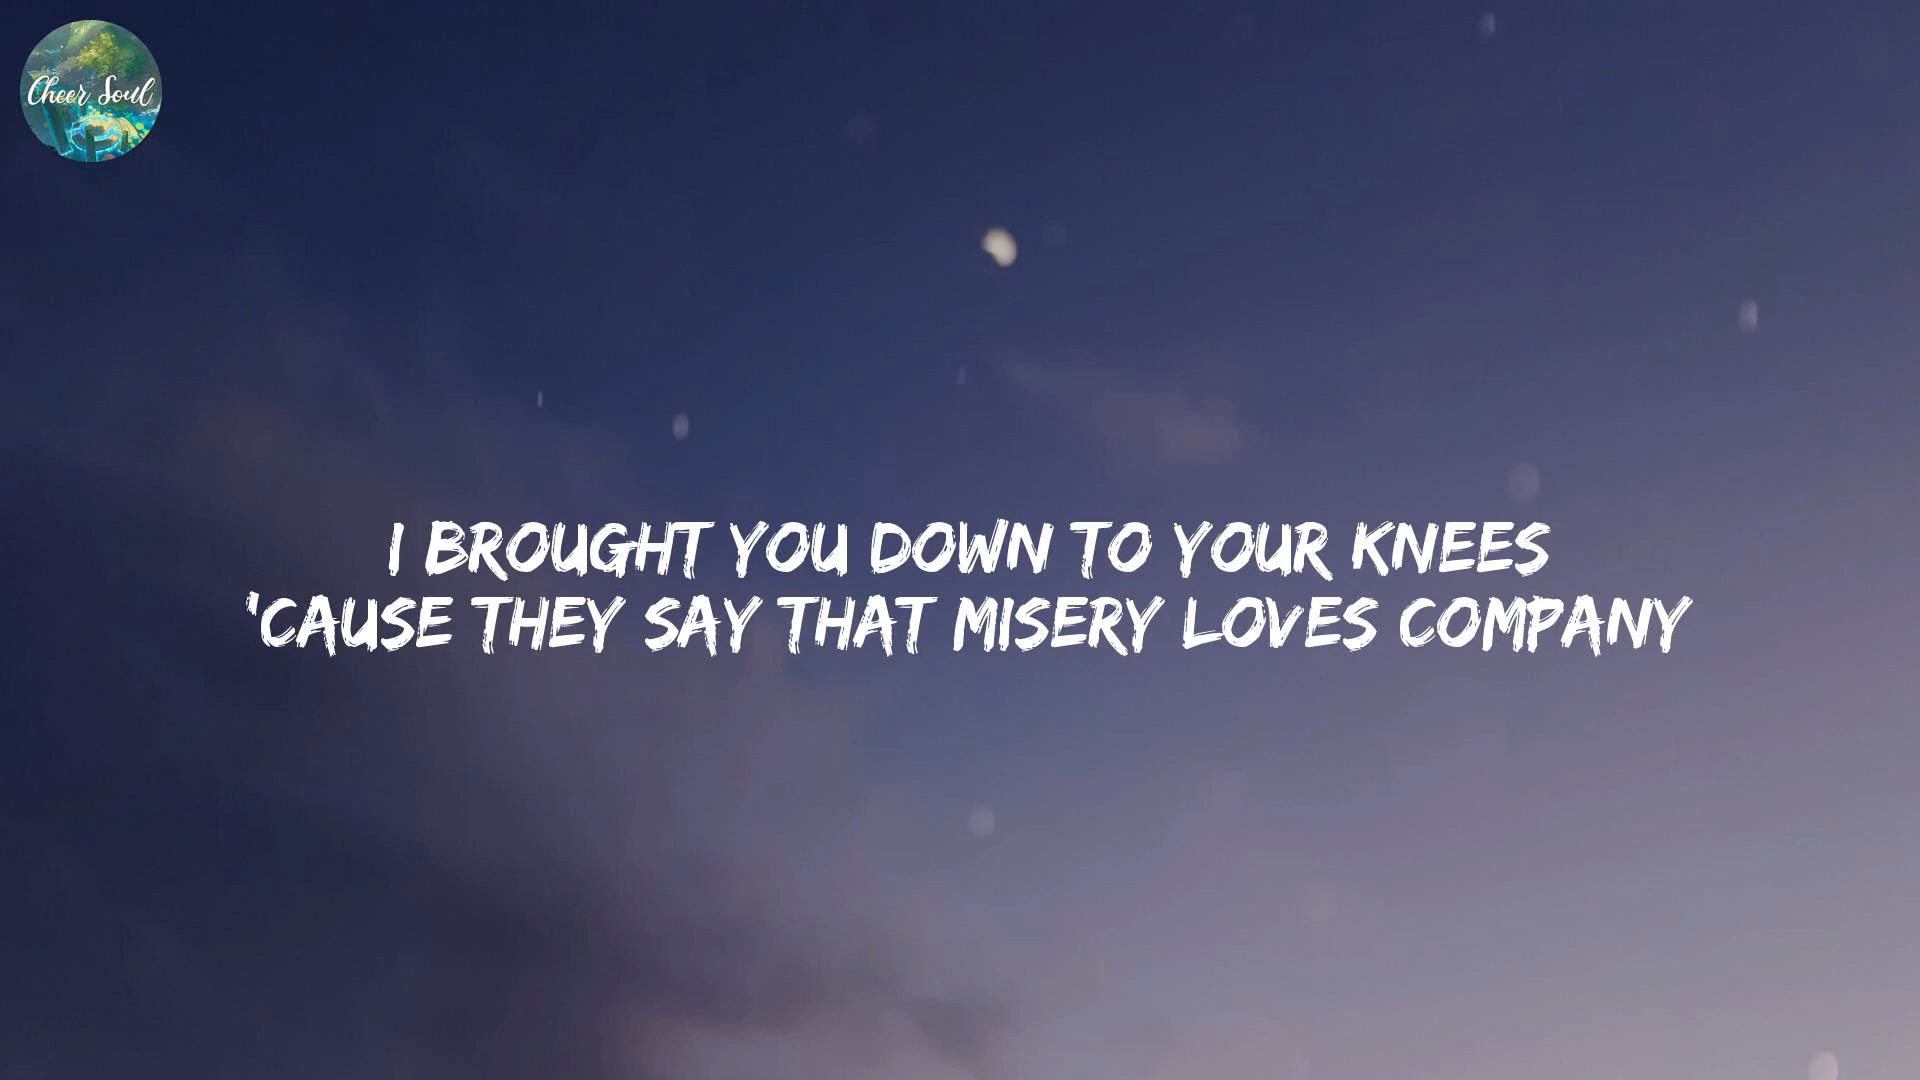 Cheer Soul
I BROUGHT YOU DOWN TO YOUR KNEES
'CAUSE THEY SAY THAT MISERY LOVES COMPANY